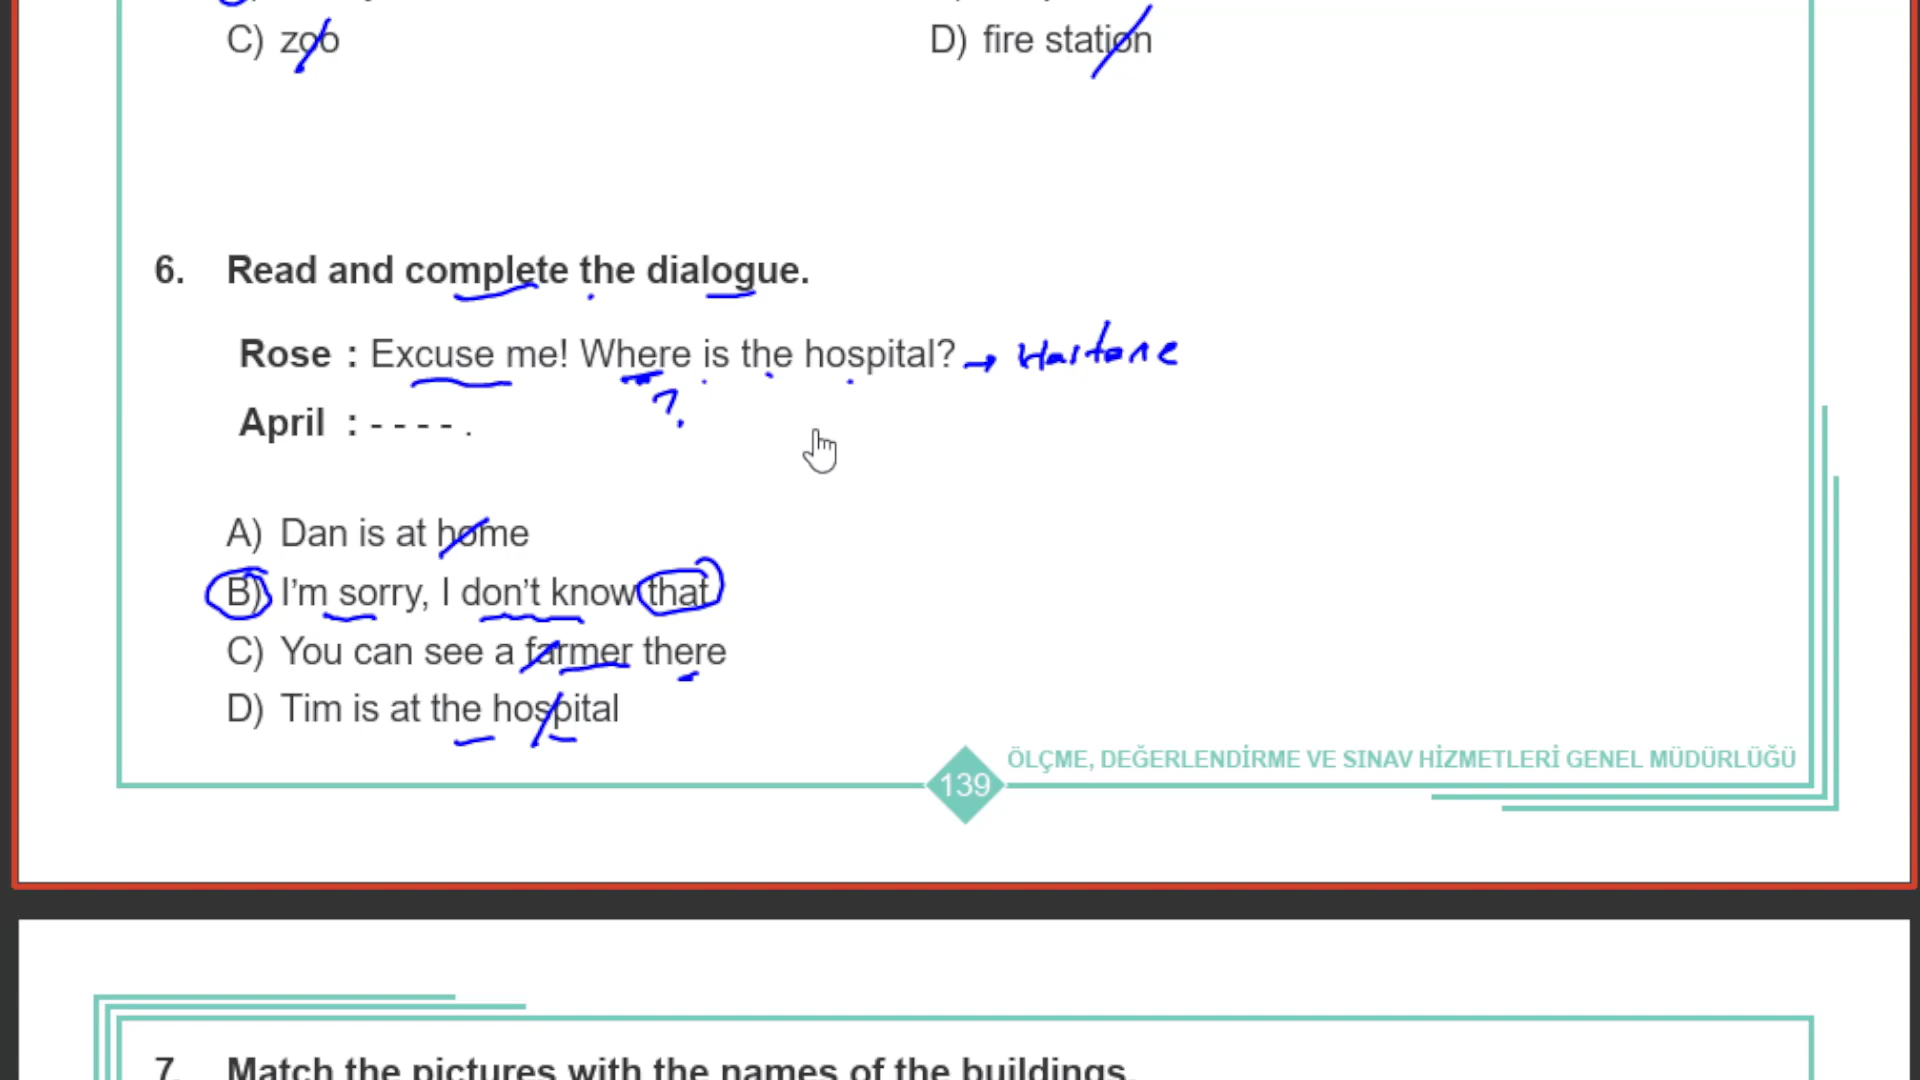 C) zoo
D) fire station
6. Read and complete the dialogue.
Rose : Excuse me! Where is the hospital? → Hastane
?
April : - - - - .
A) Dan is at home
B) I'm sorry, I don't know that
C) You can see a farmer there
D) Tim is at the hospital
ÖLÇME, DEĞERLENDİRME VE SINAV HİZMETLERİ GENEL MÜDÜRLÜĞÜ
139
7. Match the pictures with the names of the buildings.